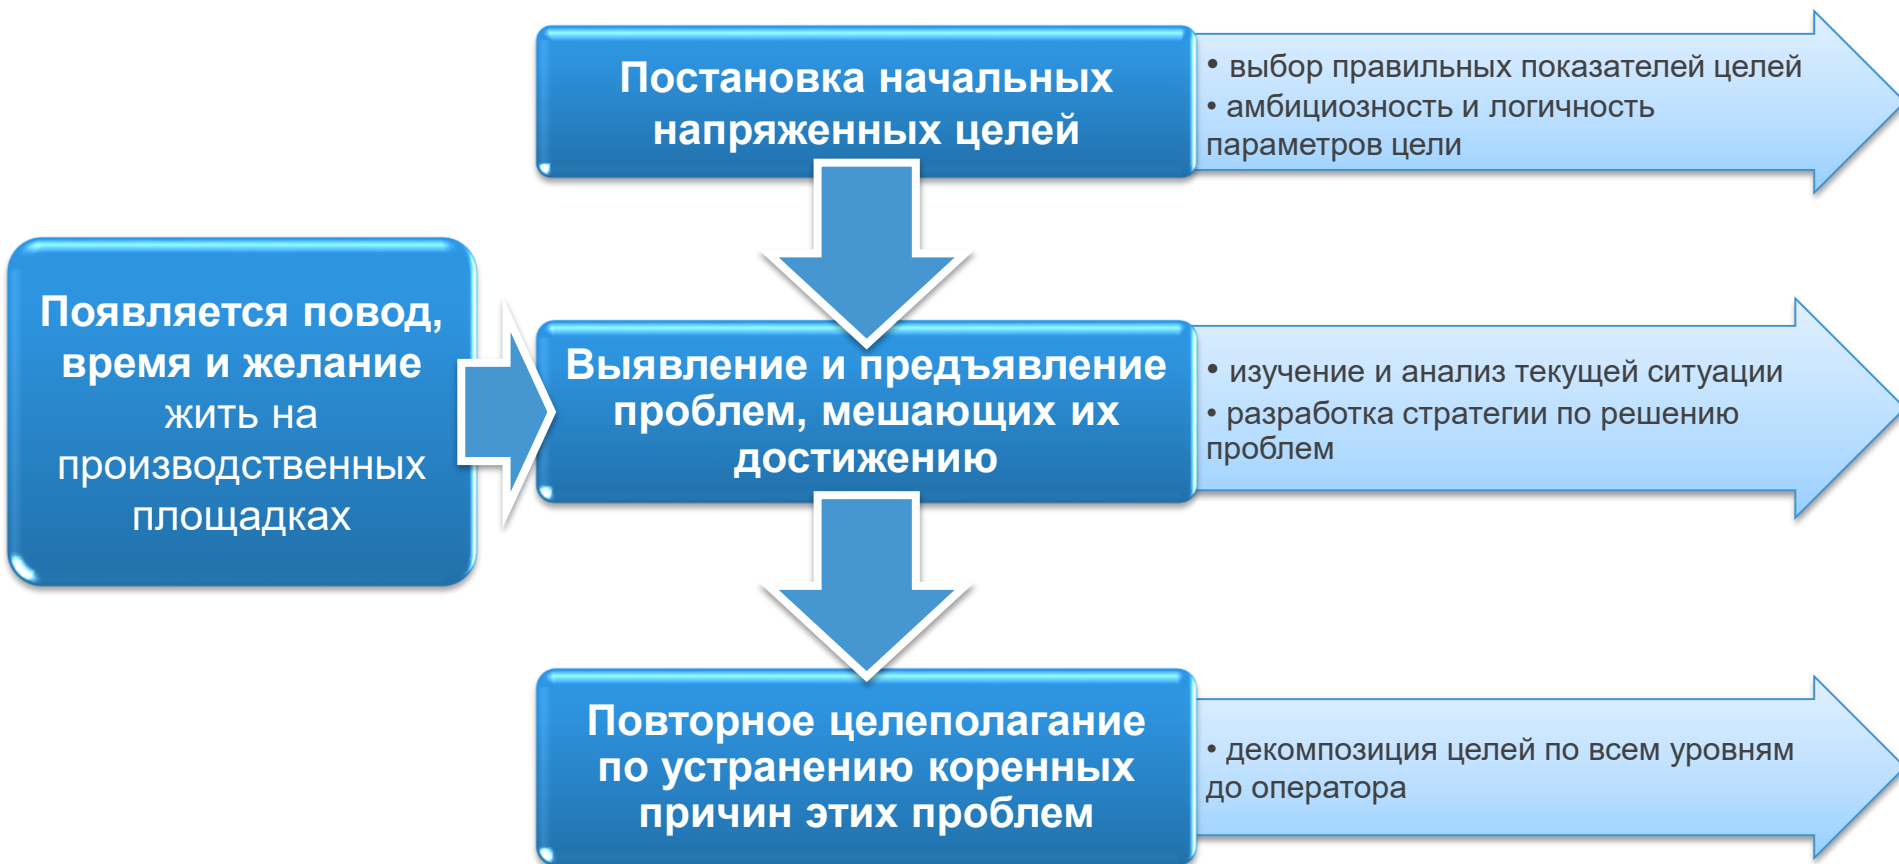 Постановка начальных
напряженных целей
• выбор правильных показателей целей
• амбициозность и логичность
параметров цели
Появляется повод,
время и желание
жить на
производственных
площадках
Выявление и предъявление
проблем, мешающих их
достижению
• изучение и анализ текущей ситуации
• разработка стратегии по решению
проблем
Повторное целеполагание
по устранению коренных
причин этих проблем
• декомпозиция целей по всем уровням
до оператора